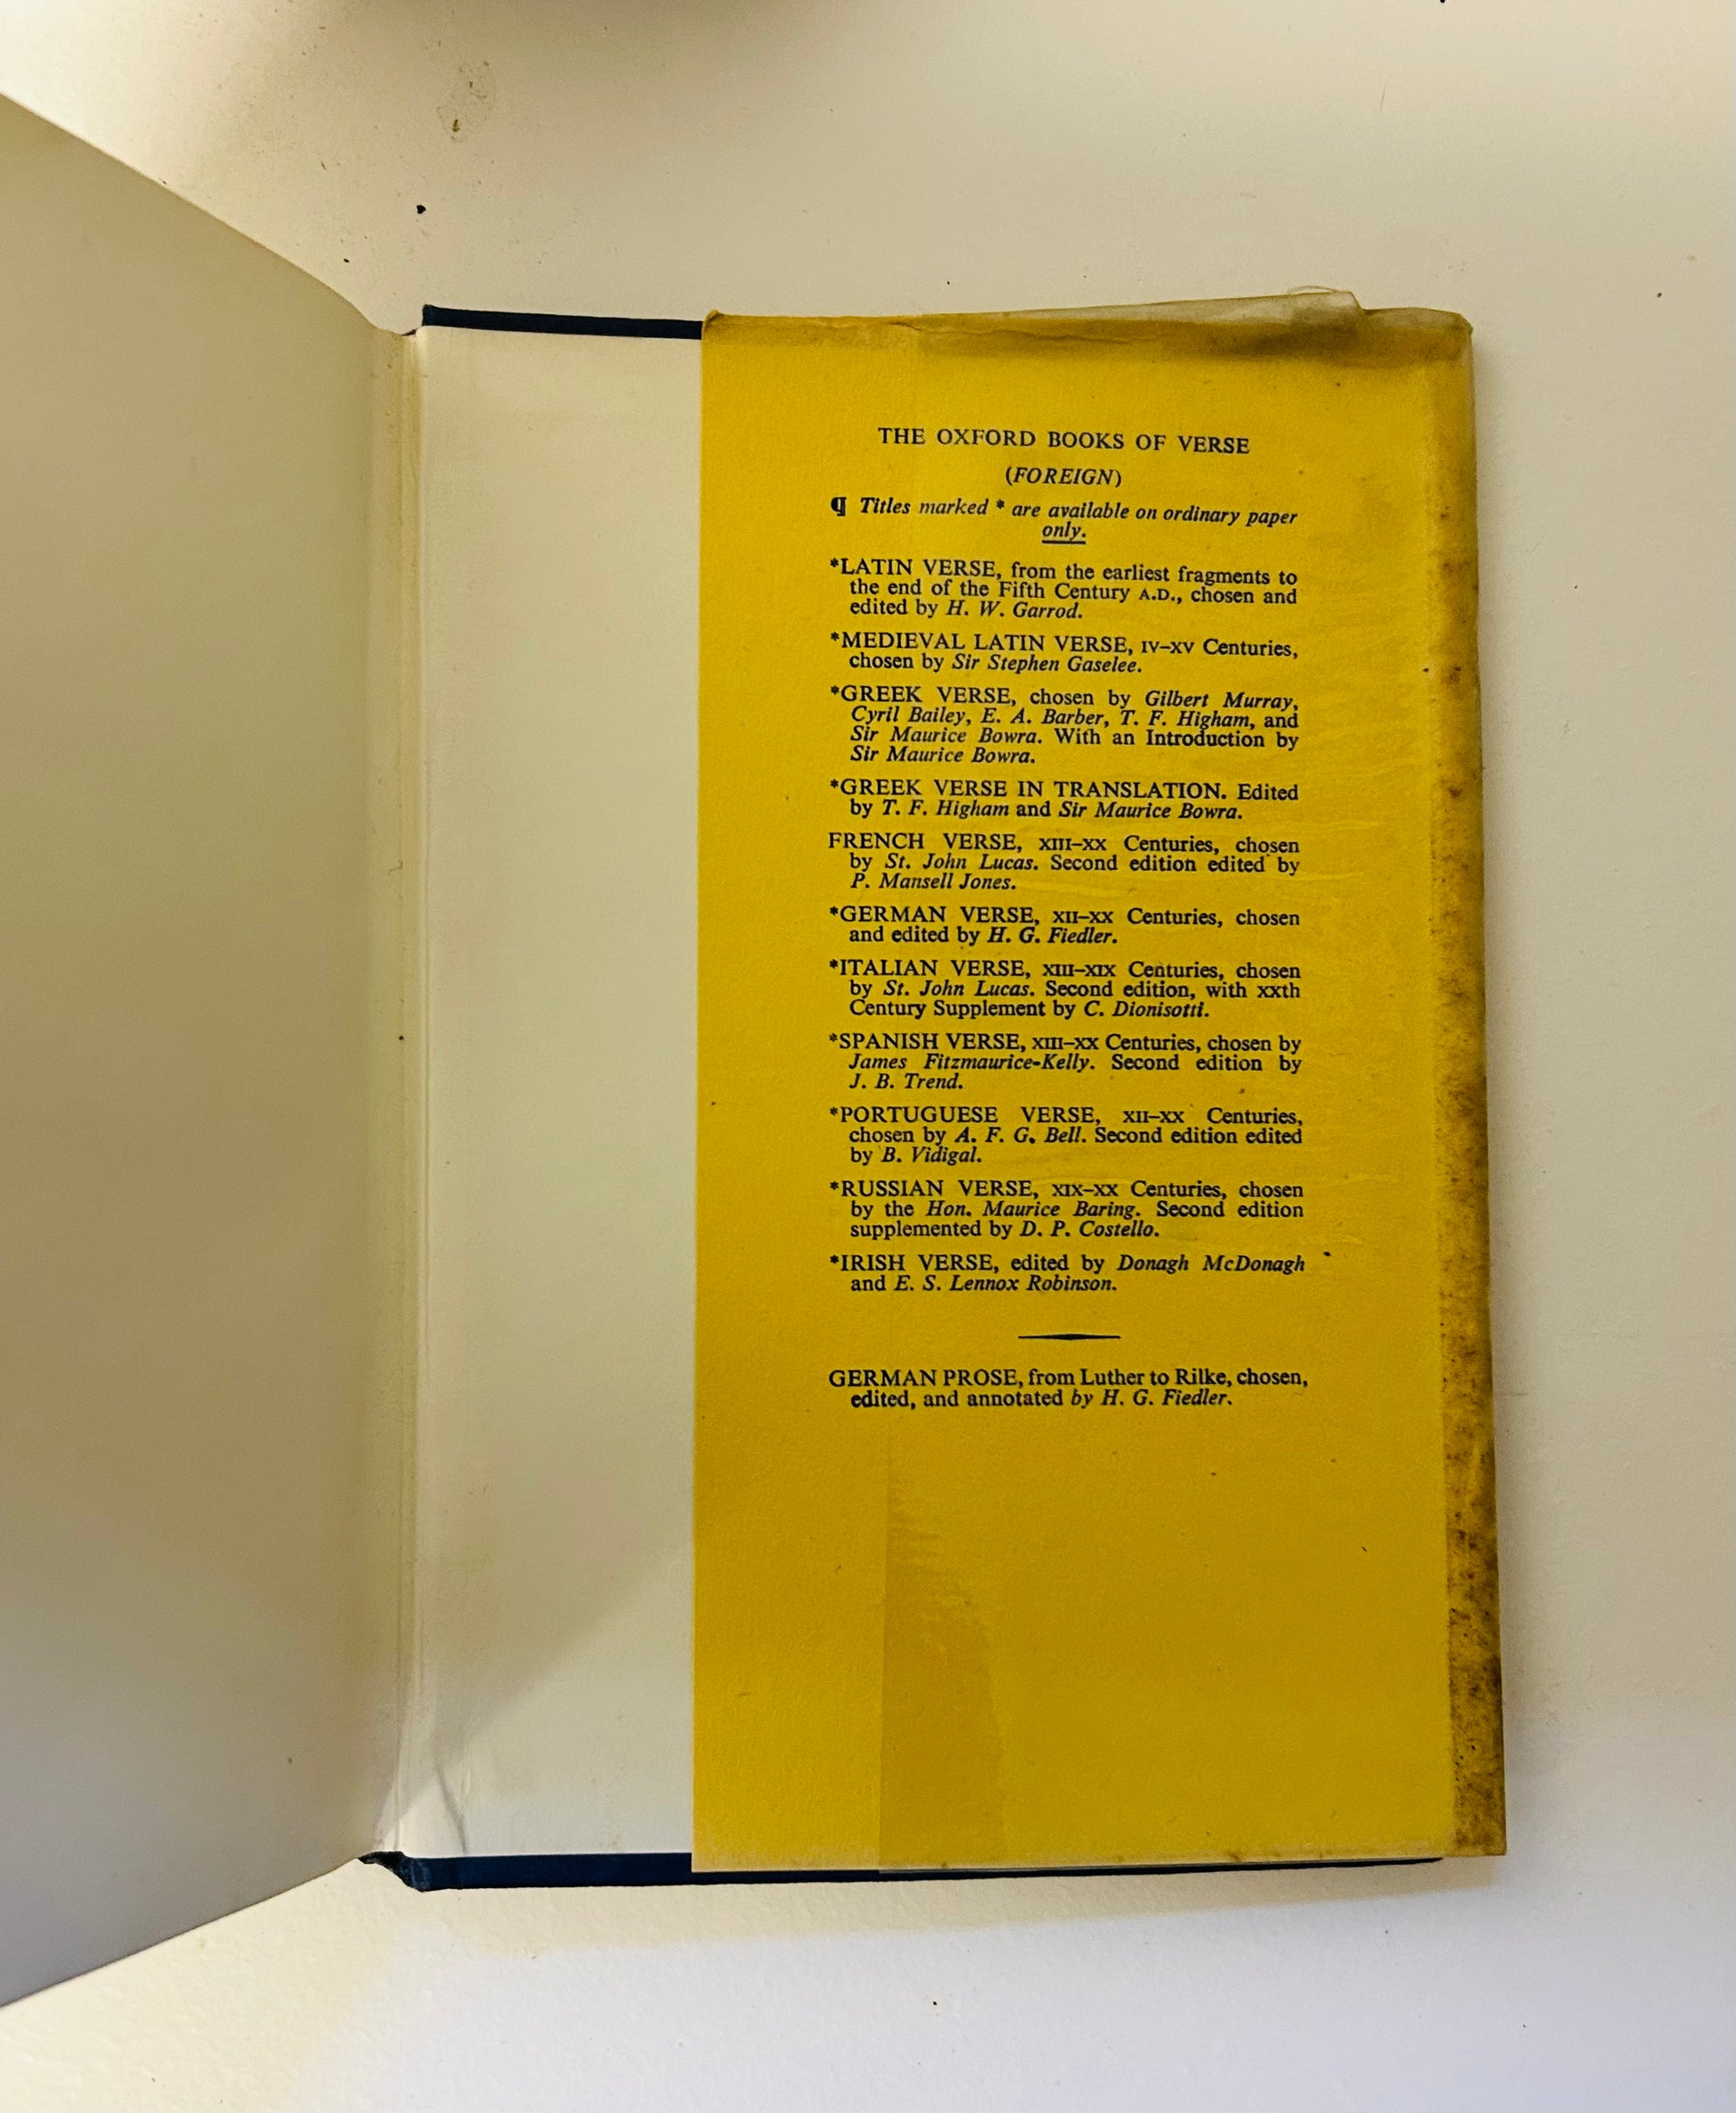 THE OXFORD BOOKS OF VERSE
(FOREIGN)
¶ Titles marked * are available on ordinary paper
only.
*LATIN VERSE, from the earliest fragments to
the end of the Fifth Century A.D., chosen and
edited by H. W. Garrod.
*MEDIEVAL LATIN VERSE, IV–XV Centuries,
chosen by Sir Stephen Gaselee.
*GREEK VERSE, chosen by Gilbert Murray,
Cyril Bailey, E. A. Barber, T. F. Higham, and
Sir Maurice Bowra. With an Introduction by
Sir Maurice Bowra.
*GREEK VERSE IN TRANSLATION. Edited
by T. F. Higham and Sir Maurice Bowra.
FRENCH VERSE, XIII–XX Centuries, chosen
by St. John Lucas. Second edition edited by
P. Mansell Jones.
*GERMAN VERSE, XII–XX Centuries, chosen
and edited by H. G. Fiedler.
*ITALIAN VERSE, XIII–XIX Centuries, chosen
by St. John Lucas. Second edition, with XXth
Century Supplement by C. Dionisotti.
*SPANISH VERSE, XIII–XX Centuries, chosen by
James Fitzmaurice-Kelly. Second edition by
J. B. Trend.
*PORTUGUESE VERSE, XII–XX Centuries,
chosen by A. F. G. Bell. Second edition edited
by B. Vidigal.
*RUSSIAN VERSE, XIX–XX Centuries, chosen
by the Hon. Maurice Baring. Second edition
supplemented by D. P. Costello.
*IRISH VERSE, edited by Donagh McDonagh
and E. S. Lennox Robinson.
GERMAN PROSE, from Luther to Rilke, chosen,
edited, and annotated by H. G. Fiedler.